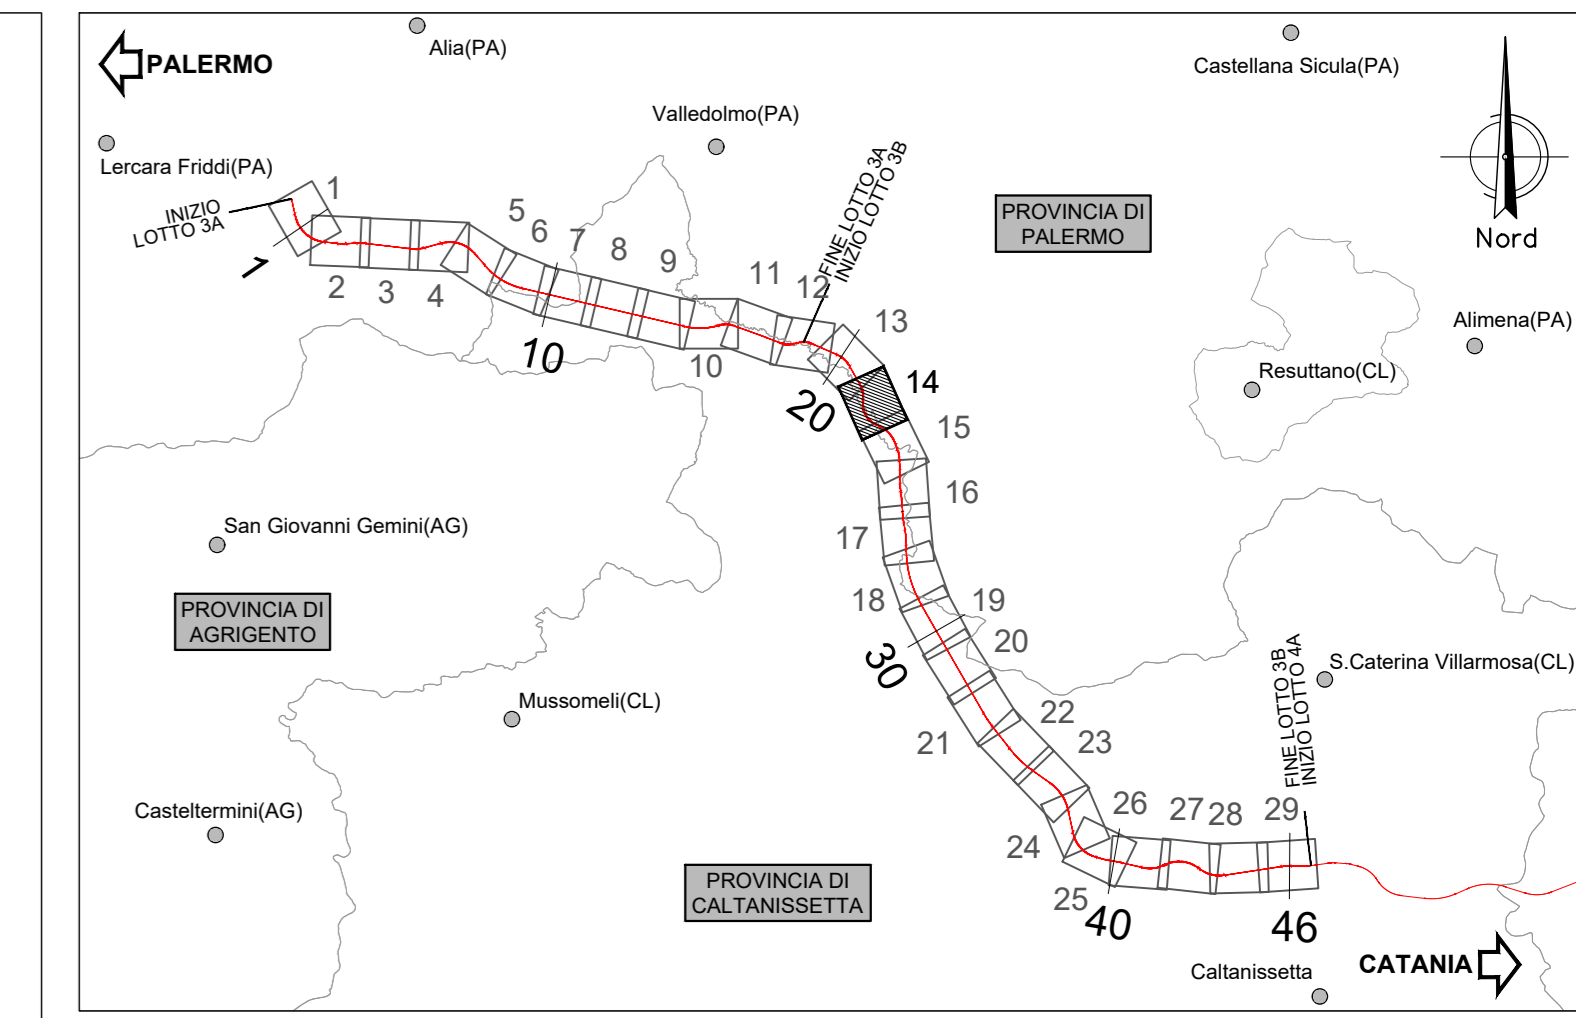 Alia(PA)
PALERMO
Castellana Sicula(PA)
Valledolmo(PA)
Lercara Friddi(PA)
INIZIO
LOTTO 3A
FINE LOTTO 3A
INIZIO LOTTO 3B
PROVINCIA DI
PALERMO
Nord
1
1
2
3
4
5
6
7
8
9
10
10
11
12
13
14
15
20
Alimena(PA)
Resuttano(CL)
San Giovanni Gemini(AG)
16
17
18
19
20
30
PROVINCIA DI
AGRIGENTO
Mussomeli(CL)
S.Caterina Villarmosa(CL)
FINE LOTTO 3B
INIZIO LOTTO 4A
21
22
23
Casteltermini(AG)
24
25
26
27
28
29
40
46
PROVINCIA DI
CALTANISSETTA
Caltanissetta
CATANIA